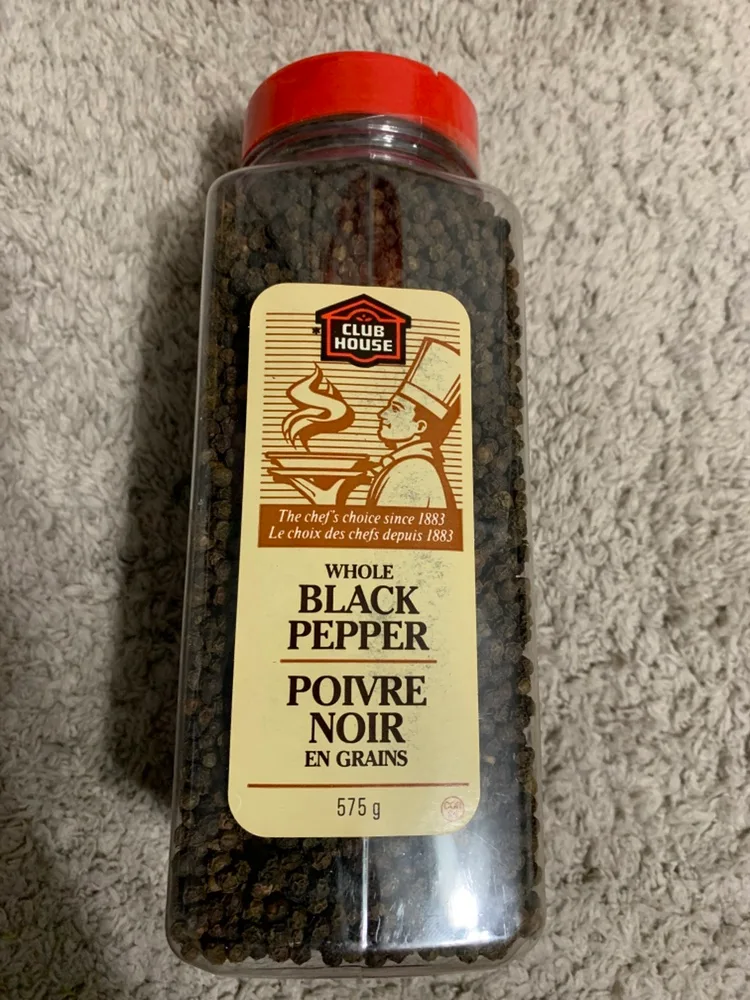 CLUB
HOUSE
The chef's choice since 1883
Le choix des chefs depuis 1883
WHOLE
BLACK
PEPPER
POIVRE
NOIR
EN GRAINS
575 g